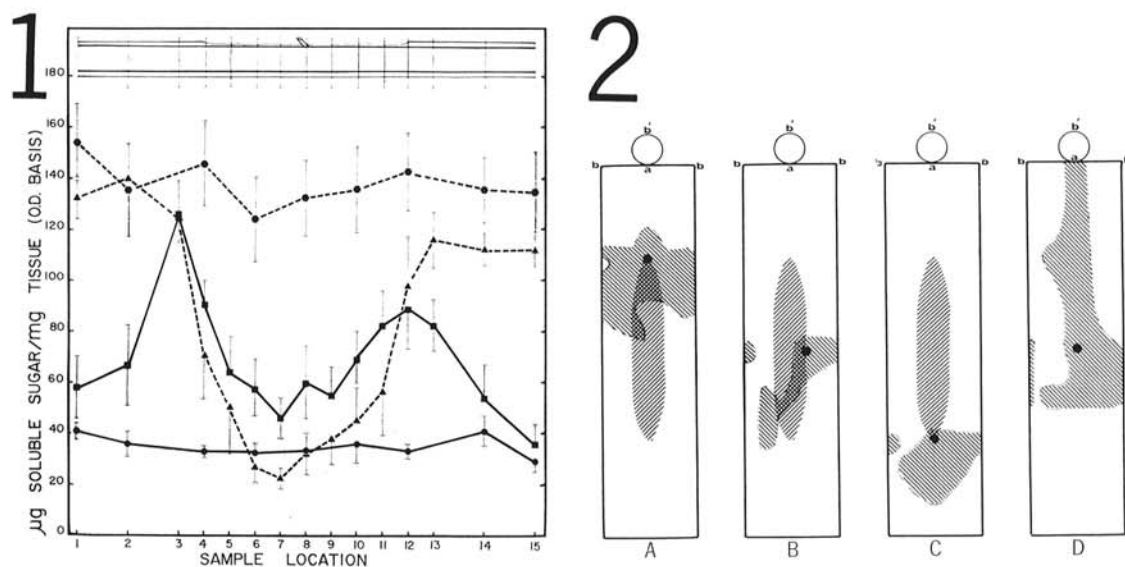 1
µg SOLUBLE SUGAR/mg TISSUE (O.D. BASIS)
180
160
140
120
100
80
60
40
20
0
1 2 3 4 5 6 7 8 9 10 11 12 13 14 15
SAMPLE LOCATION
2
b' b' b' b'
b a b b a b b a b b a b
A B C D